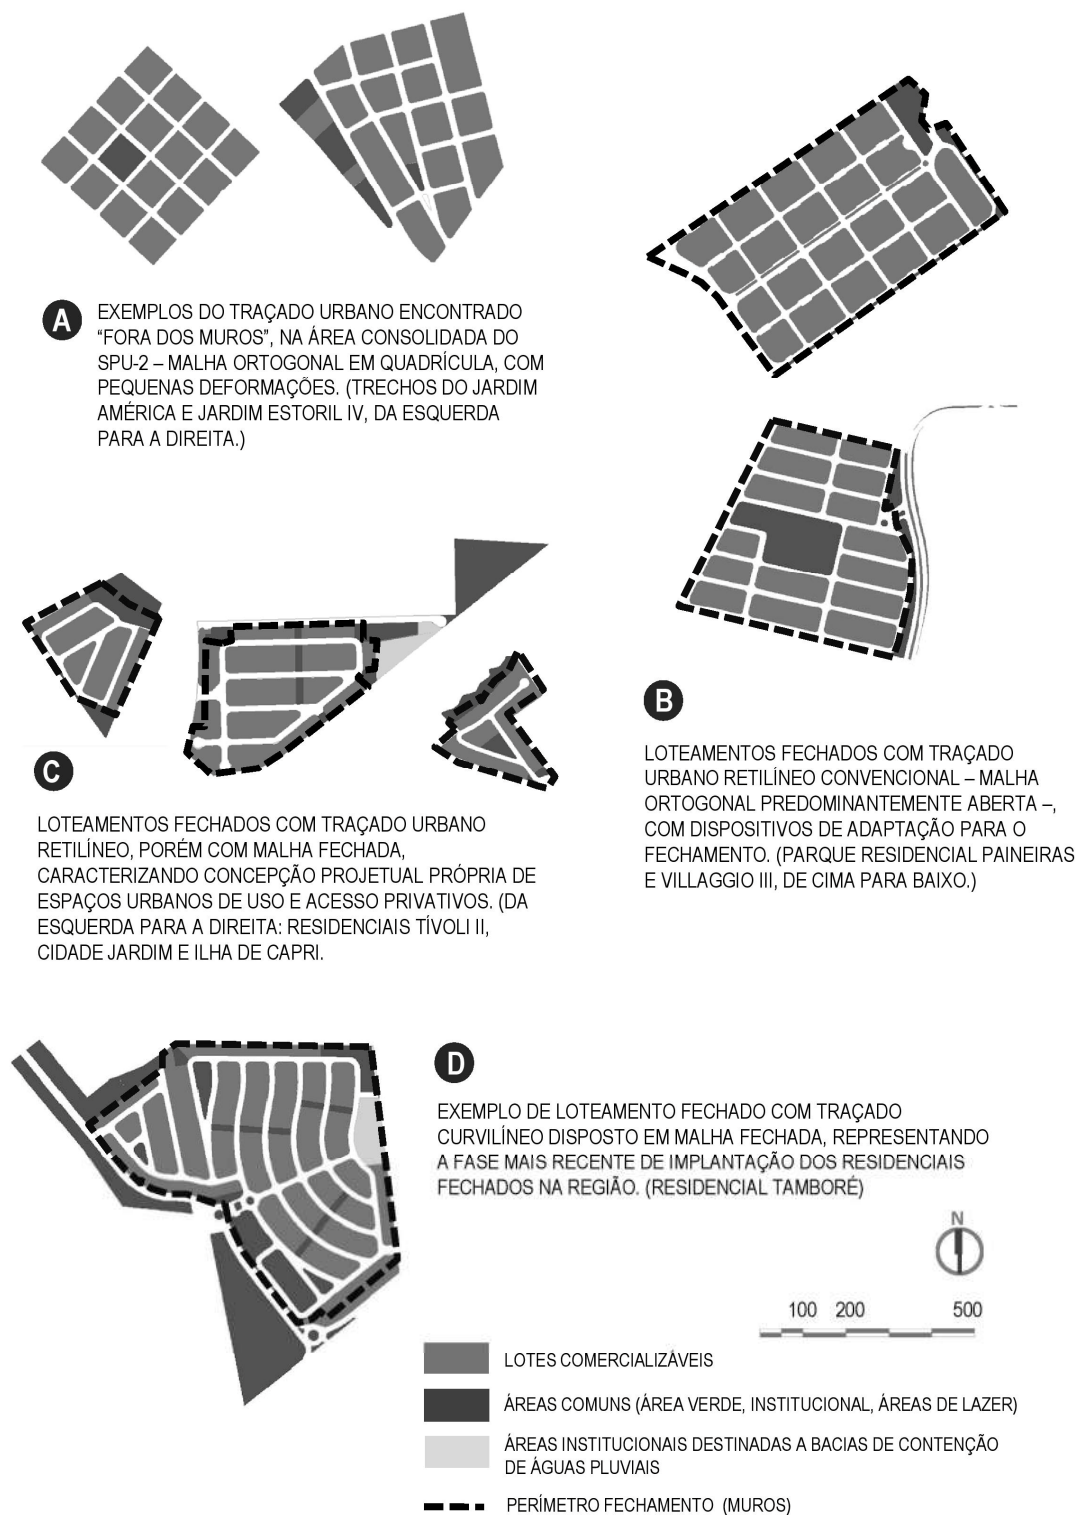 A
EXEMPLOS DO TRAÇADO URBANO ENCONTRADO
“FORA DOS MUROS”, NA ÁREA CONSOLIDADA DO
SPU-2 – MALHA ORTOGONAL EM QUADRÍCULA, COM
PEQUENAS DEFORMAÇÕES. (TRECHOS DO JARDIM
AMÉRICA E JARDIM ESTORIL IV, DA ESQUERDA
PARA A DIREITA.)
B
LOTEAMENTOS FECHADOS COM TRAÇADO
URBANO RETILÍNEO CONVENCIONAL – MALHA
ORTOGONAL PREDOMINANTEMENTE ABERTA –,
COM DISPOSITIVOS DE ADAPTAÇÃO PARA O
FECHAMENTO. (PARQUE RESIDENCIAL PAINEIRAS
E VILLAGGIO III, DE CIMA PARA BAIXO.)
C
LOTEAMENTOS FECHADOS COM TRAÇADO URBANO
RETILÍNEO, PORÉM COM MALHA FECHADA,
CARACTERIZANDO CONCEPÇÃO PROJETUAL PRÓPRIA DE
ESPAÇOS URBANOS DE USO E ACESSO PRIVATIVOS. (DA
ESQUERDA PARA A DIREITA: RESIDENCIAIS TÍVOLI II,
CIDADE JARDIM E ILHA DE CAPRI.
D
EXEMPLO DE LOTEAMENTO FECHADO COM TRAÇADO
CURVILÍNEO DISPOSTO EM MALHA FECHADA, REPRESENTANDO
A FASE MAIS RECENTE DE IMPLANTAÇÃO DOS RESIDENCIAIS
FECHADOS NA REGIÃO. (RESIDENCIAL TAMBORÉ)
N
100 200 500
LOTES COMERCIALIZÁVEIS
ÁREAS COMUNS (ÁREA VERDE, INSTITUCIONAL, ÁREAS DE LAZER)
ÁREAS INSTITUCIONAIS DESTINADAS A BACIAS DE CONTENÇÃO
DE ÁGUAS PLUVIAIS
PERÍMETRO FECHAMENTO (MUROS)